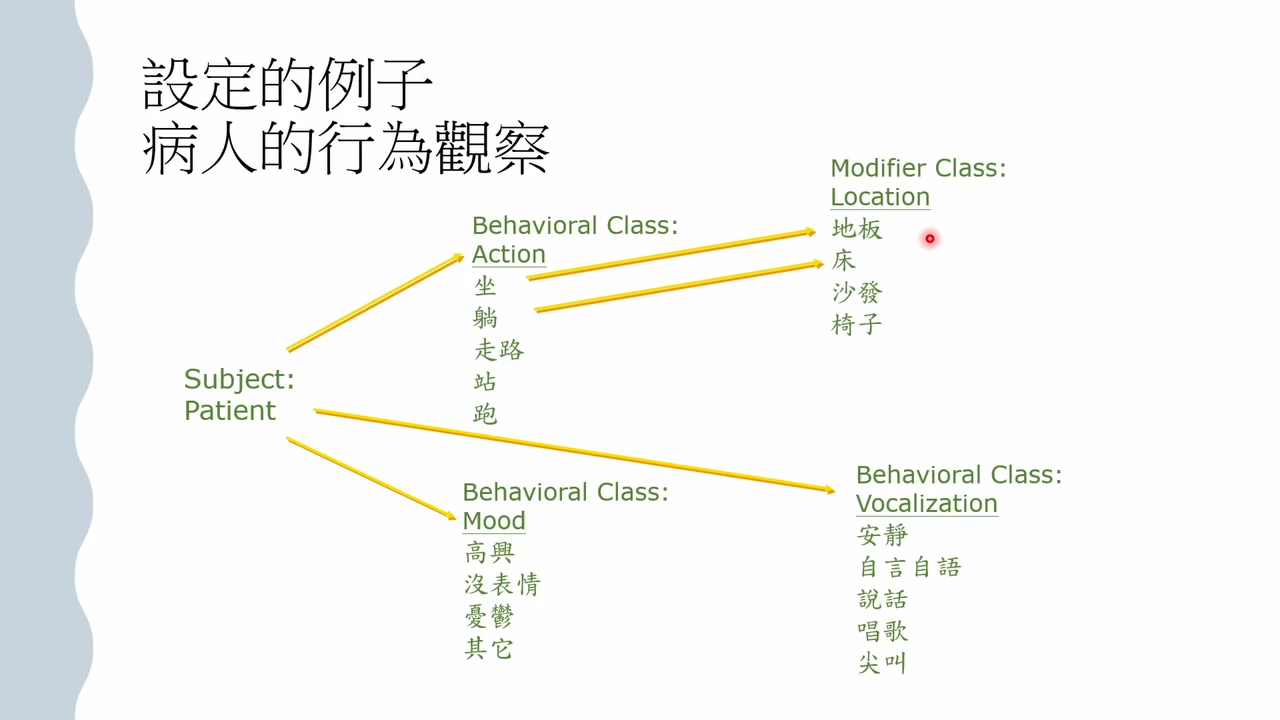 設定的例子
病人的行為觀察
Subject:
Patient
Behavioral Class:
Action
坐
躺
走路
站
跑
Modifier Class:
Location
地板
床
沙發
椅子
Behavioral Class:
Mood
高興
沒表情
憂鬱
其它
Behavioral Class:
Vocalization
安靜
自言自語
說話
唱歌
尖叫